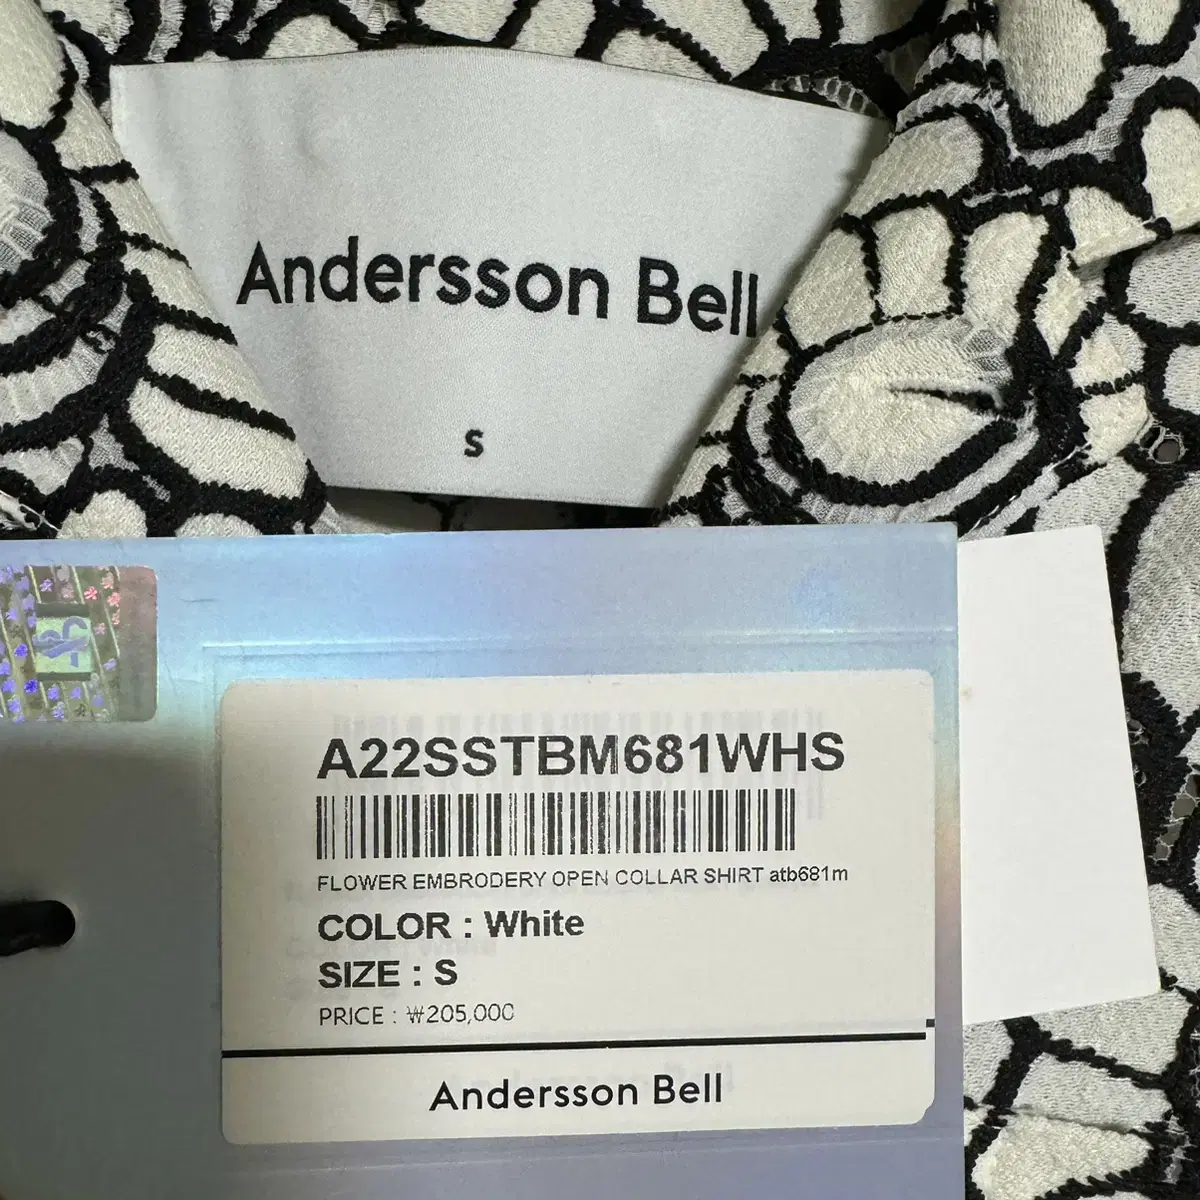 Andersson Bell
S
A22SSTBM681WHS
FLOWER EMBRODERY OPEN COLLAR SHIRT atb681m
COLOR : White
SIZE : S
PRICE : ₩205,000
Andersson Bell